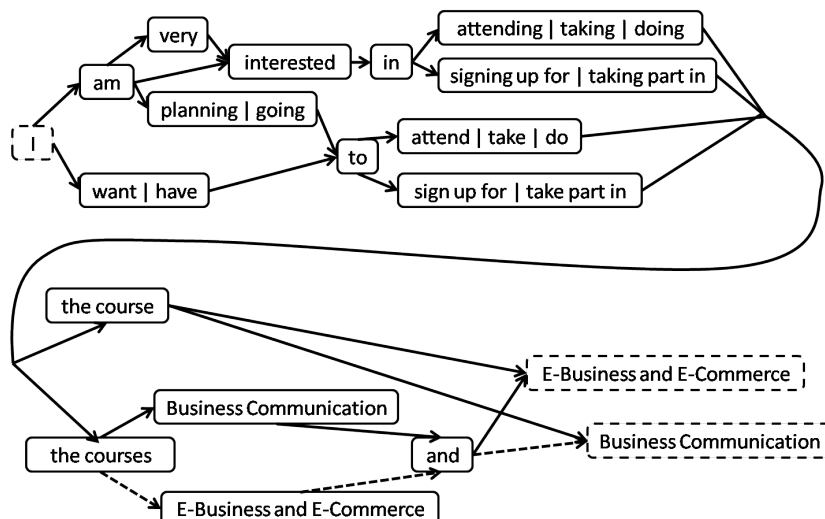 very
attending | taking | doing
interested
in
am
signing up for | taking part in
planning | going
I
attend | take | do
to
want | have
sign up for | take part in
the course
E-Business and E-Commerce
Business Communication
Business Communication
the courses
and
E-Business and E-Commerce